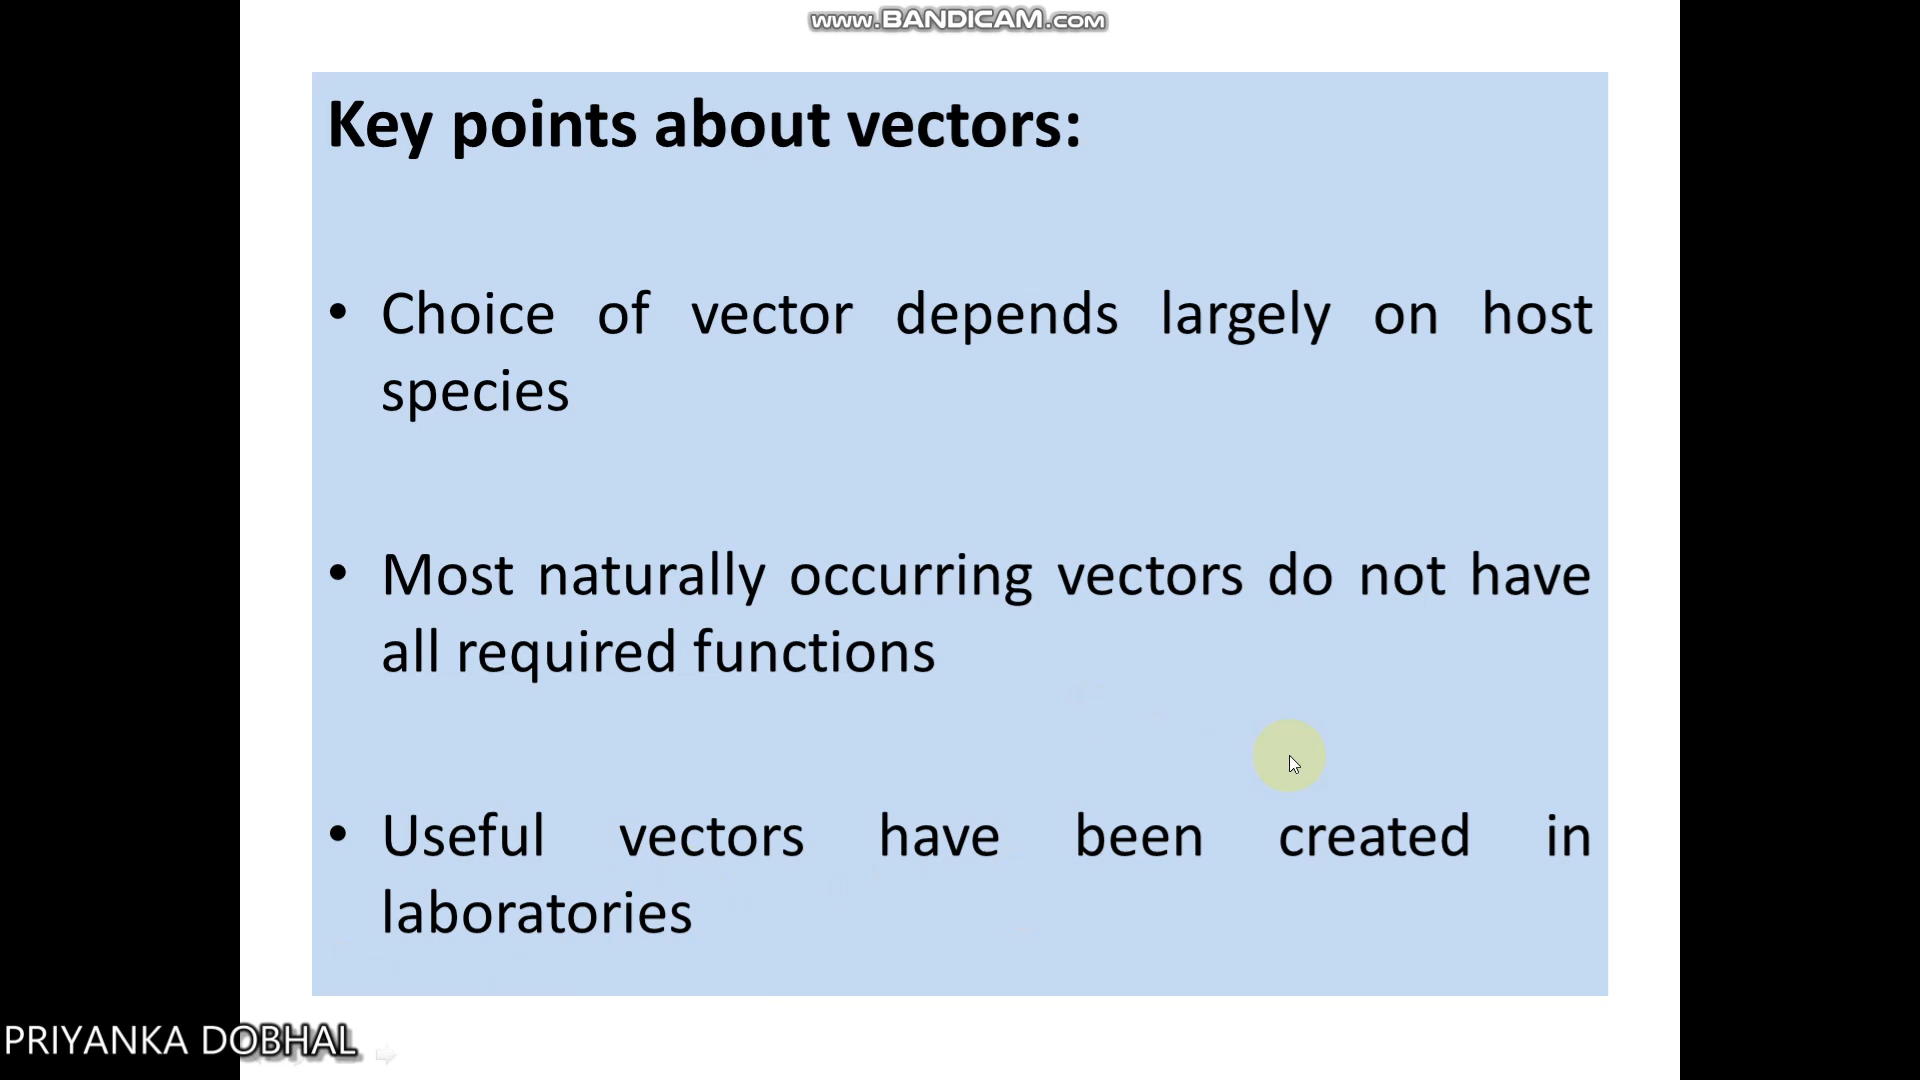 www.BANDICAM.com
Key points about vectors:
• Choice of vector depends largely on host
species
• Most naturally occurring vectors do not have
all required functions
• Useful vectors have been created in
laboratories
PRIYANKA DOBHAL